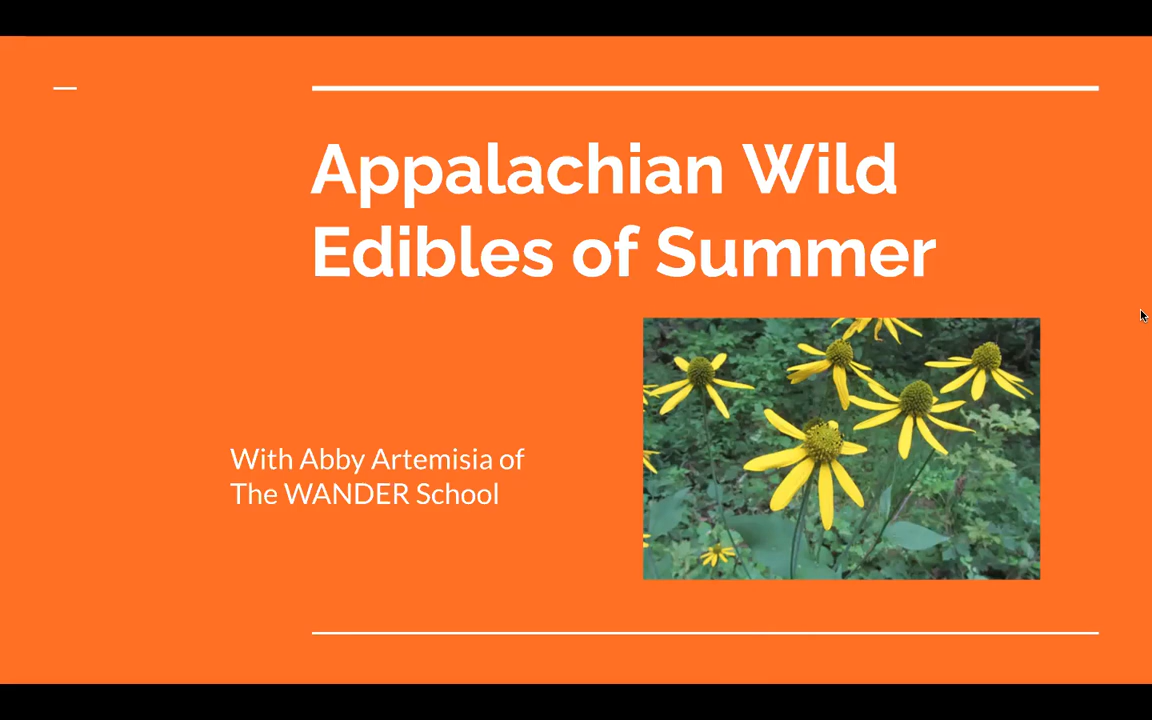 Appalachian Wild
Edibles of Summer
With Abby Artemisia of
The WANDER School